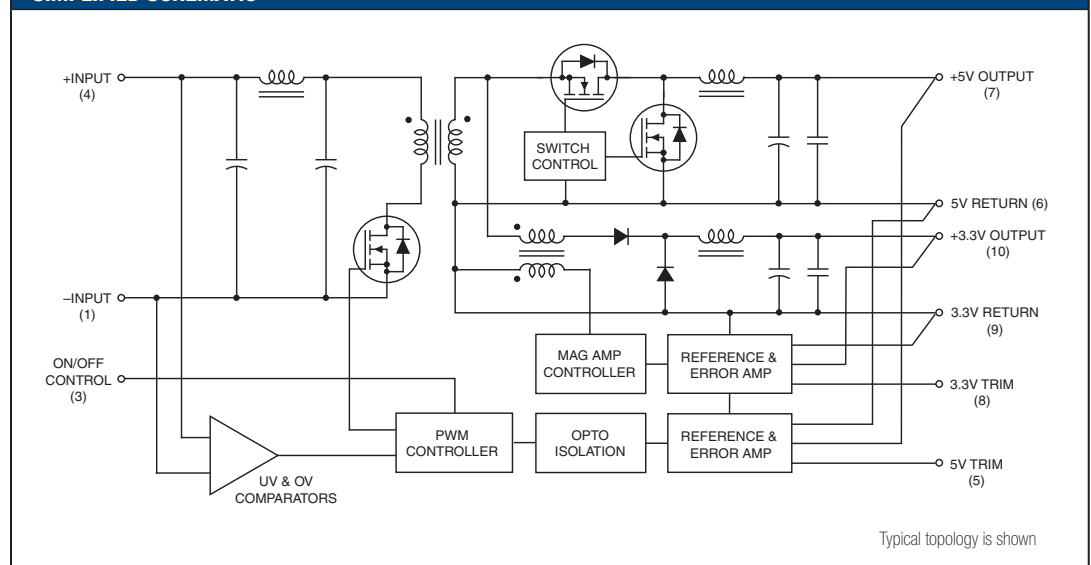 +INPUT
(4)
+5V OUTPUT
(7)
SWITCH
CONTROL
5V RETURN (6)
+3.3V OUTPUT
(10)
–INPUT
(1)
3.3V RETURN
(9)
ON/OFF
CONTROL
(3)
MAG AMP
CONTROLLER
REFERENCE &
ERROR AMP
3.3V TRIM
(8)
PWM
CONTROLLER
OPTO
ISOLATION
REFERENCE &
ERROR AMP
5V TRIM
(5)
UV & OV
COMPARATORS
Typical topology is shown